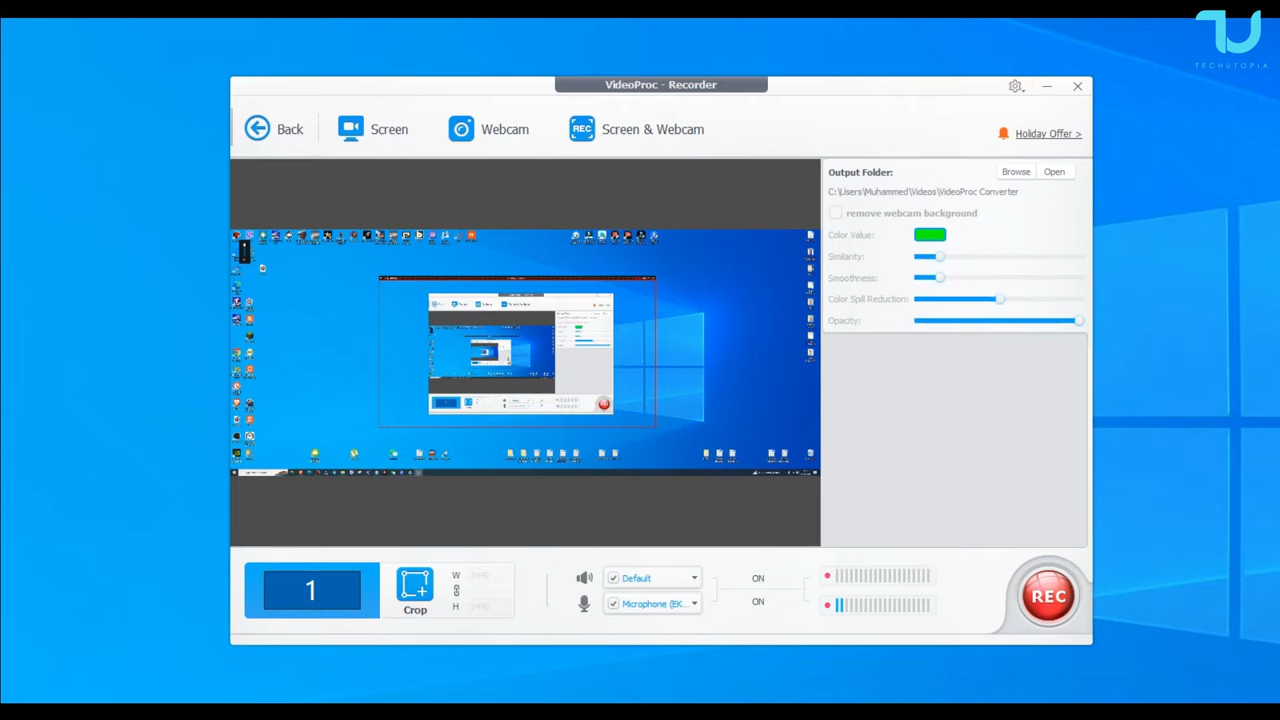 TECHUTOPIA
VideoProc - Recorder
Back
Screen
Webcam
REC
Screen & Webcam
Holiday Offer >
Output Folder:
Browse
Open
C:\Users\Muhammed\Videos\VideoProc Converter
remove webcam background
Color Value:
Similarity:
Smoothness:
Color Spill Reduction:
Opacity:
1
Crop
W
H
Default
ON
Microphone (EK...
ON
REC